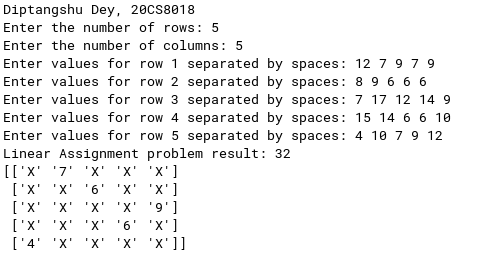 Diptangshu Dey, 20CS8018
Enter the number of rows: 5
Enter the number of columns: 5
Enter values for row 1 separated by spaces: 12 7 9 7 9
Enter values for row 2 separated by spaces: 8 9 6 6 6
Enter values for row 3 separated by spaces: 7 17 12 14 9
Enter values for row 4 separated by spaces: 15 14 6 6 10
Enter values for row 5 separated by spaces: 4 10 7 9 12
Linear Assignment problem result: 32
[['X' '7' 'X' 'X' 'X']
 ['X' 'X' '6' 'X' 'X']
 ['X' 'X' 'X' 'X' '9']
 ['X' 'X' 'X' '6' 'X']
 ['4' 'X' 'X' 'X' 'X']]